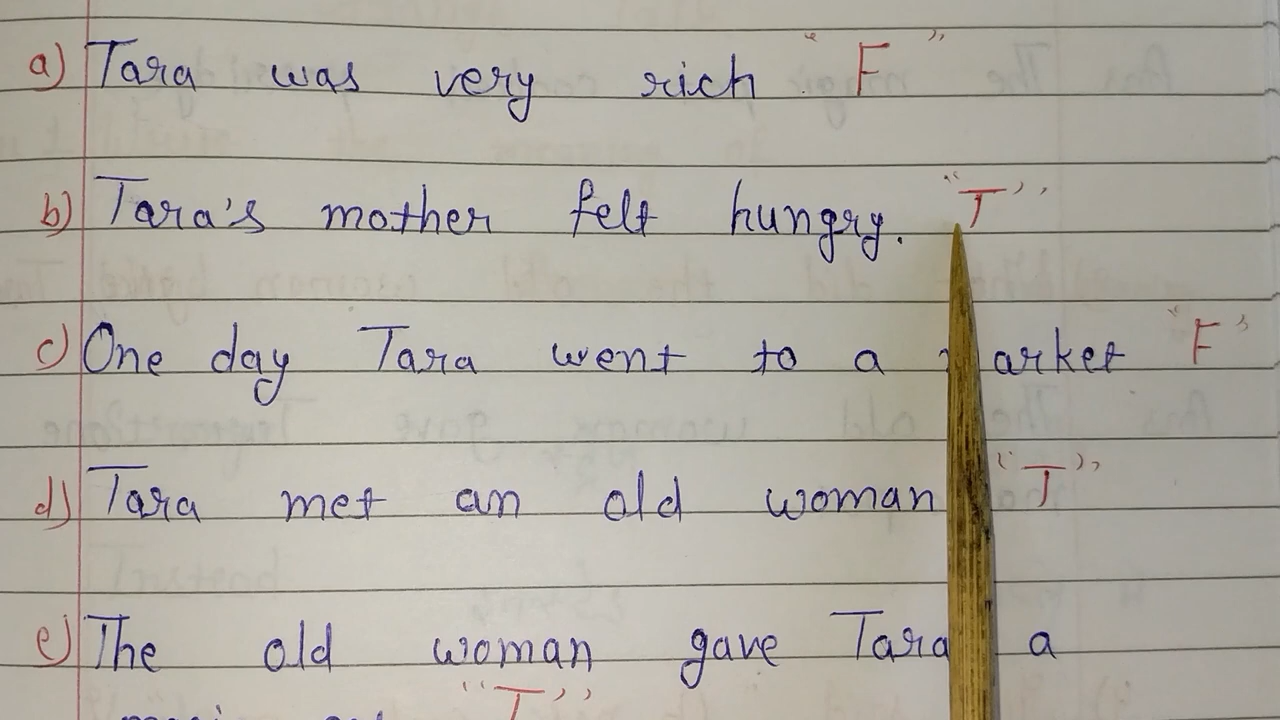 a) Tara was very rich "F"
b) Tara's mother felt hungry. "T"
c) One day Tara went to a market "F"
d) Tara met an old woman "T"
e) The old woman gave Tara a
"T"